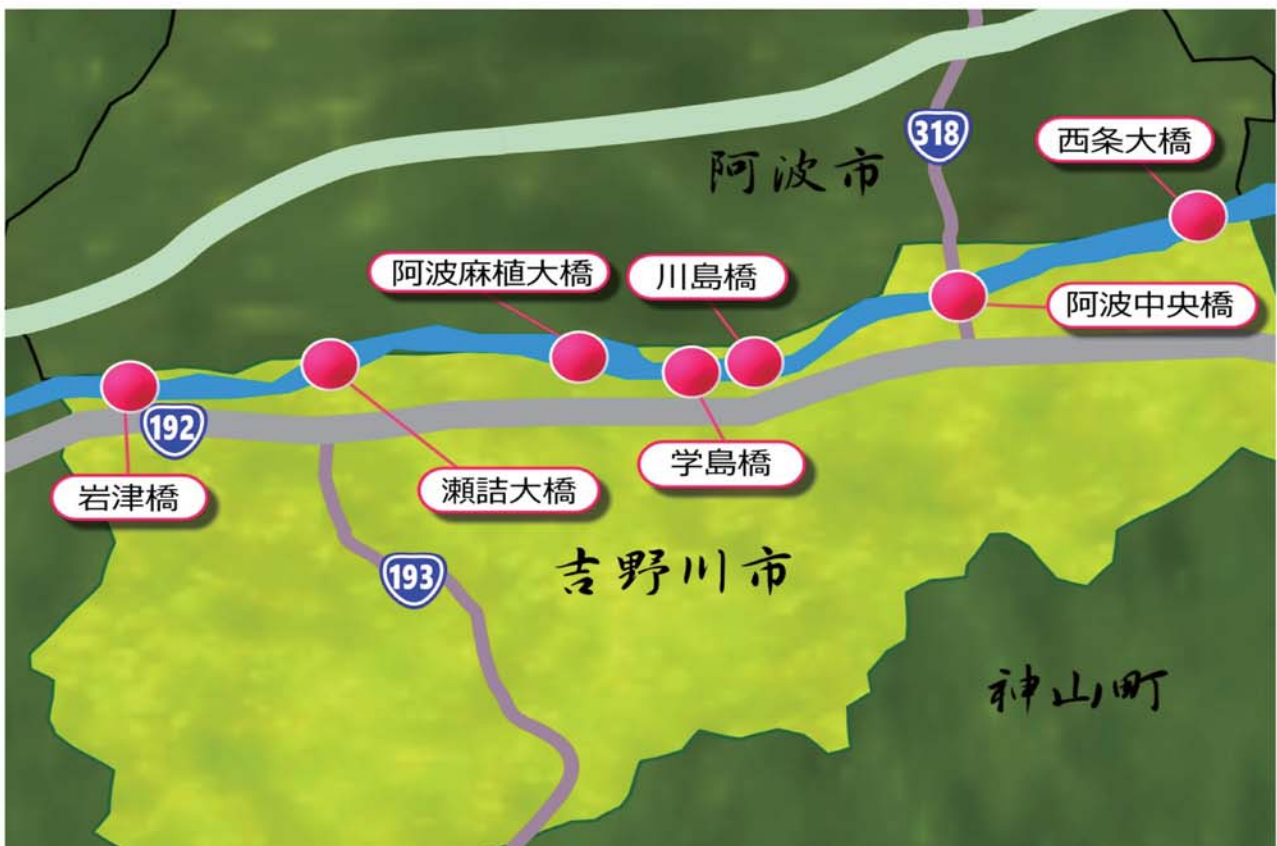 318
西条大橋
阿波市
阿波麻植大橋
川島橋
阿波中央橋
192
岩津橋
瀬詰大橋
学島橋
193
吉野川市
神山町